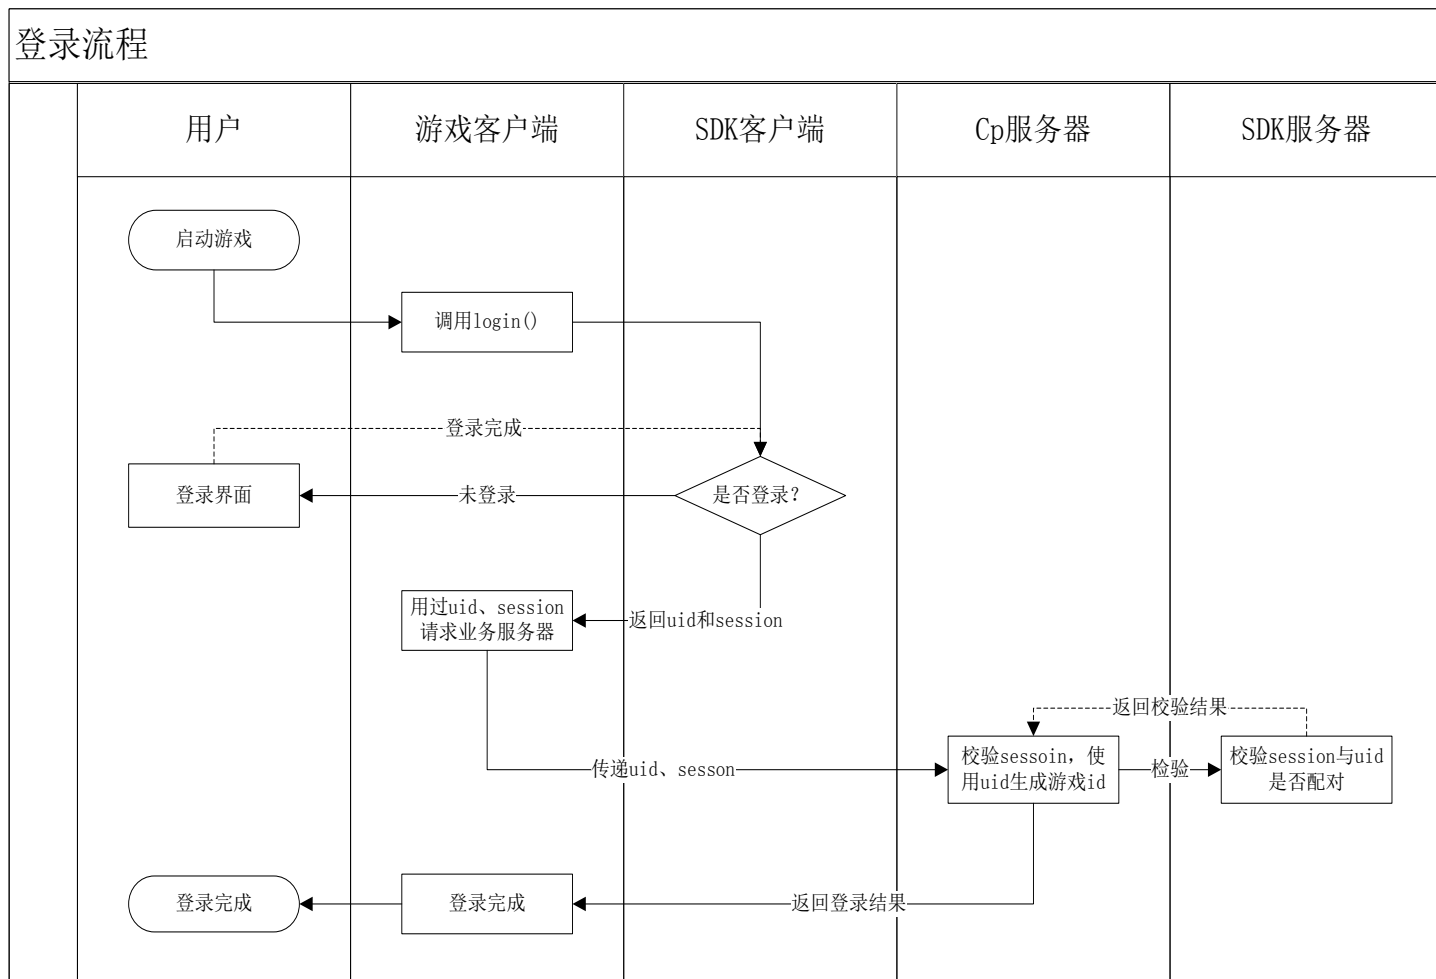 登录流程
用户
游戏客户端
SDK客户端
Cp服务器
SDK服务器
启动游戏
调用login()
登录完成
登录界面
未登录
是否登录?
用过uid、session
请求业务服务器
返回uid和session
返回校验结果
传递uid、sesson
校验sessoin，使
用uid生成游戏id
检验
校验session与uid
是否配对
登录完成
登录完成
返回登录结果